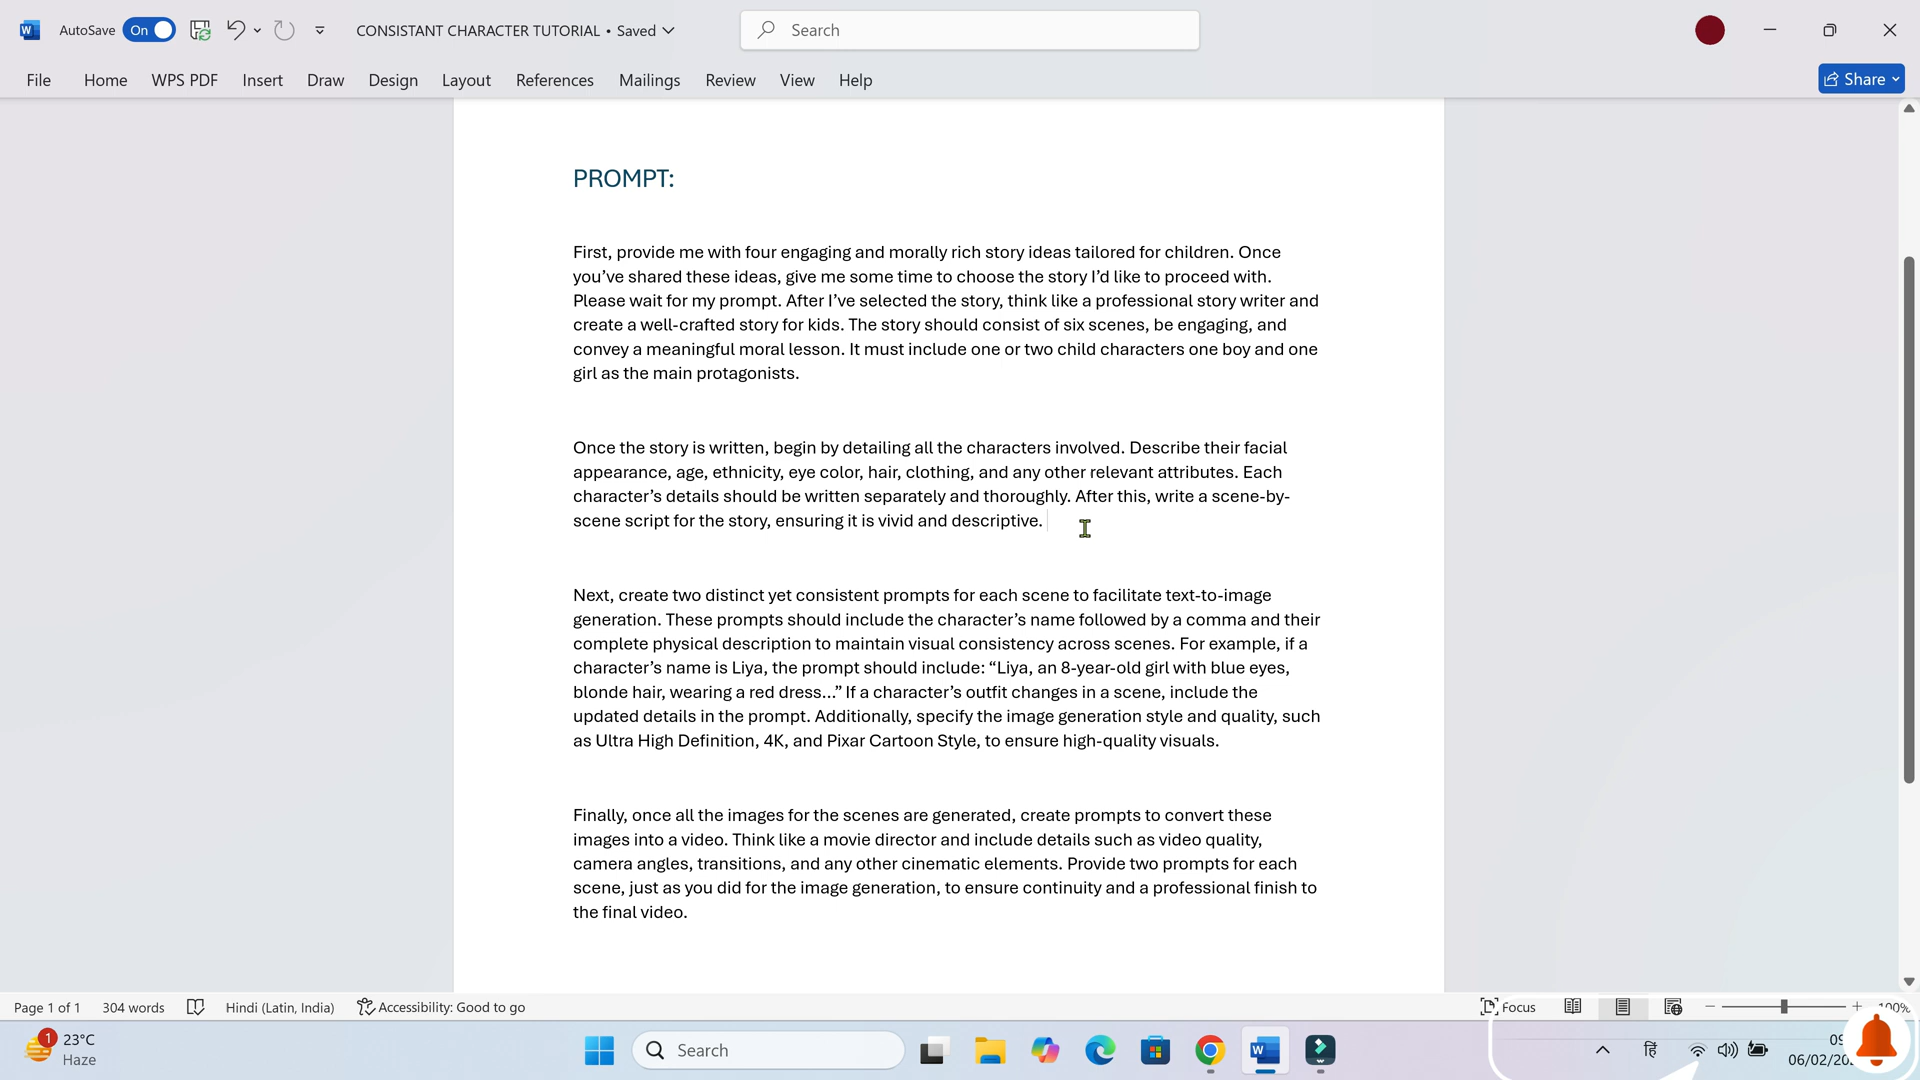 AutoSave On CONSISTANT CHARACTER TUTORIAL • Saved Search
File Home WPS PDF Insert Draw Design Layout References Mailings Review View Help Share
PROMPT:
First, provide me with four engaging and morally rich story ideas tailored for children. Once
you’ve shared these ideas, give me some time to choose the story I’d like to proceed with.
Please wait for my prompt. After I’ve selected the story, think like a professional story writer and
create a well-crafted story for kids. The story should consist of six scenes, be engaging, and
convey a meaningful moral lesson. It must include one or two child characters one boy and one
girl as the main protagonists.
Once the story is written, begin by detailing all the characters involved. Describe their facial
appearance, age, ethnicity, eye color, hair, clothing, and any other relevant attributes. Each
character’s details should be written separately and thoroughly. After this, write a scene-by-
scene script for the story, ensuring it is vivid and descriptive.
Next, create two distinct yet consistent prompts for each scene to facilitate text-to-image
generation. These prompts should include the character’s name followed by a comma and their
complete physical description to maintain visual consistency across scenes. For example, if a
character’s name is Liya, the prompt should include: “Liya, an 8-year-old girl with blue eyes,
blonde hair, wearing a red dress...” If a character’s outfit changes in a scene, include the
updated details in the prompt. Additionally, specify the image generation style and quality, such
as Ultra High Definition, 4K, and Pixar Cartoon Style, to ensure high-quality visuals.
Finally, once all the images for the scenes are generated, create prompts to convert these
images into a video. Think like a movie director and include details such as video quality,
camera angles, transitions, and any other cinematic elements. Provide two prompts for each
scene, just as you did for the image generation, to ensure continuity and a professional finish to
the final video.
Page 1 of 1 304 words Hindi (Latin, India) Accessibility: Good to go Focus 100%
1 23°C
Haze
Search
हिं
09
06/02/20